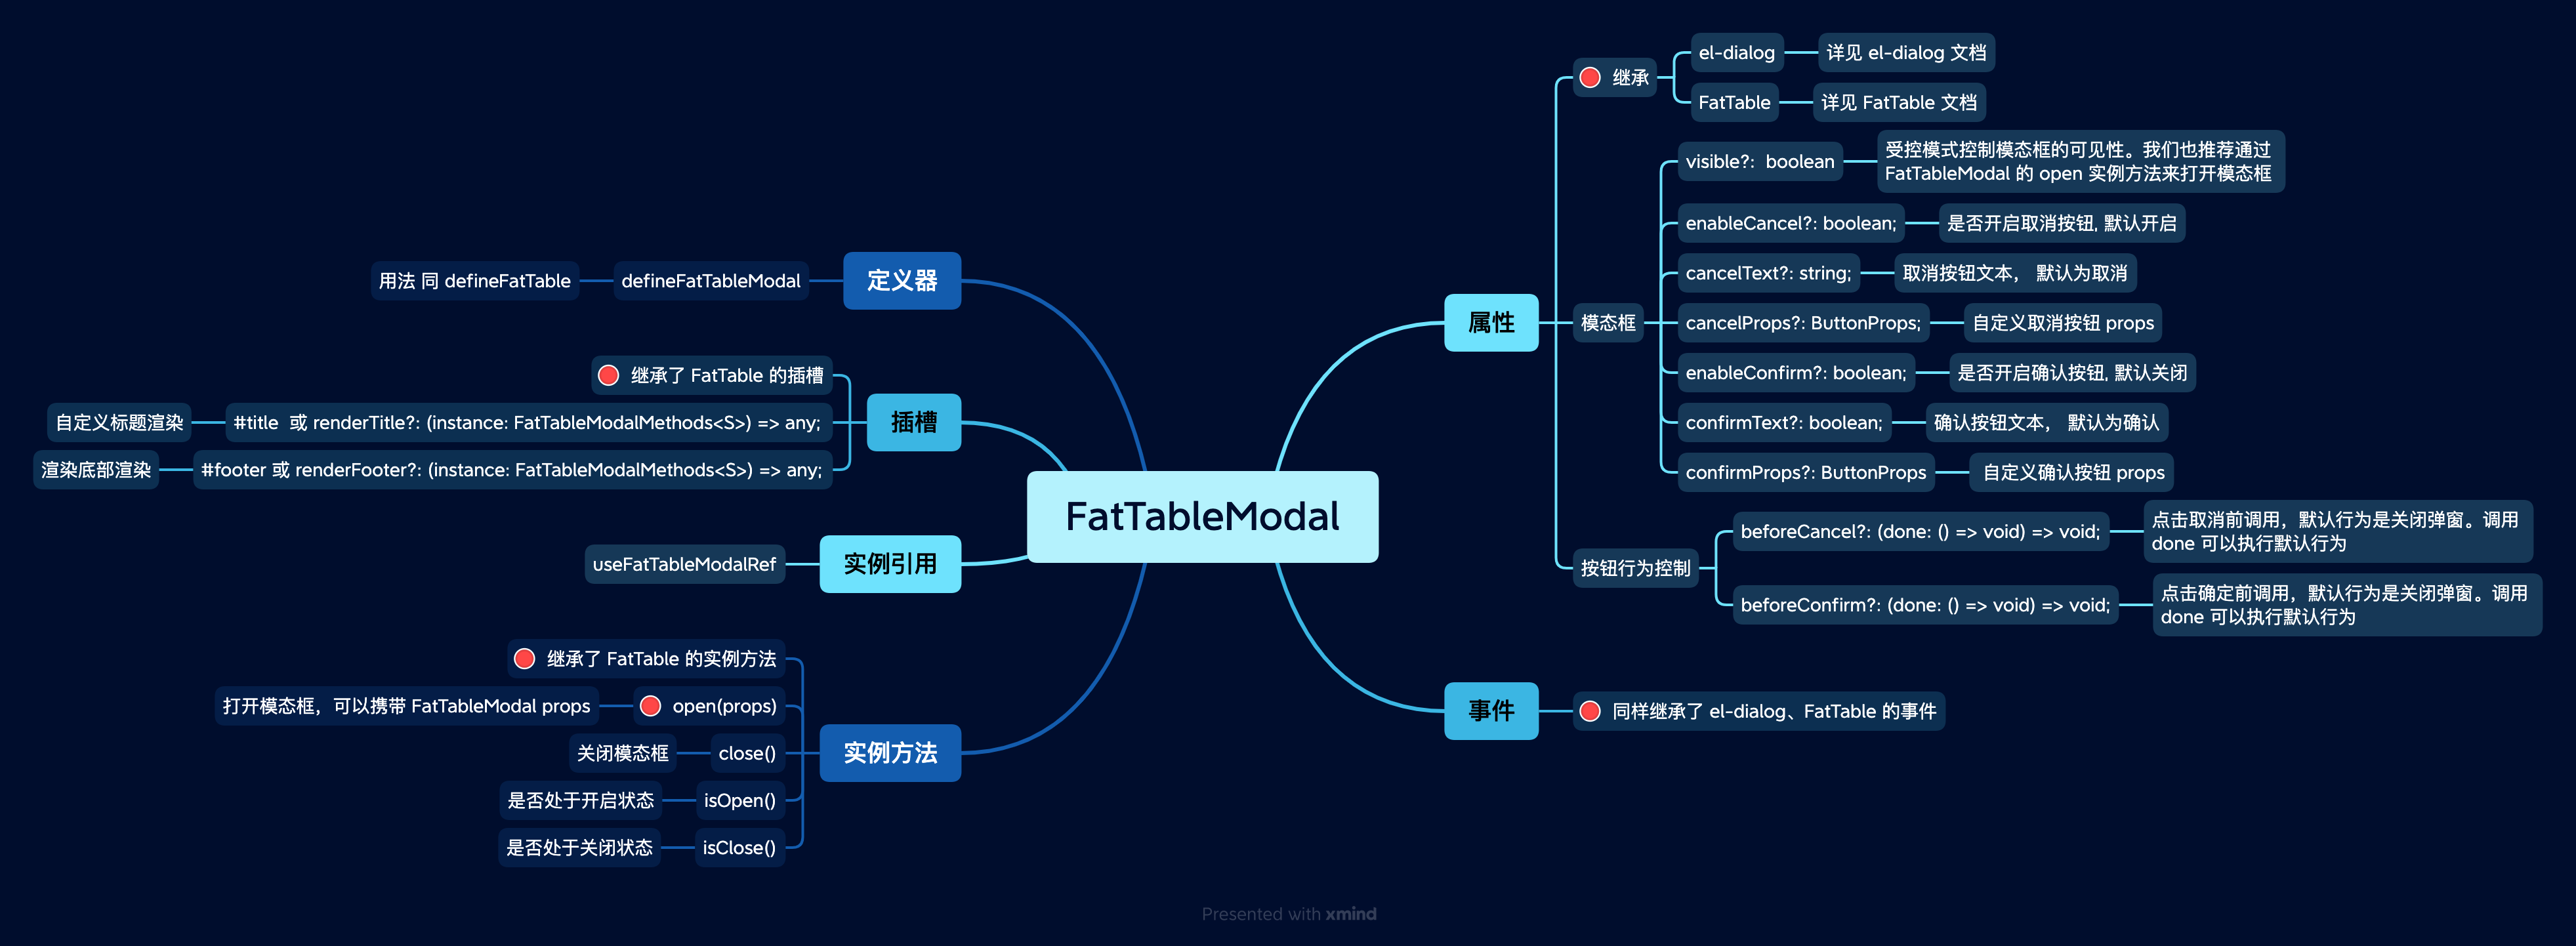 FatTableModal
属性
继承
el-dialog
详见 el-dialog 文档
FatTable
详见 FatTable 文档
模态框
visible?:  boolean
受控模式控制模态框的可见性。我们也推荐通过
FatTableModal 的 open 实例方法来打开模态框
enableCancel?: boolean;
是否开启取消按钮, 默认开启
cancelText?: string;
取消按钮文本， 默认为取消
cancelProps?: ButtonProps;
自定义取消按钮 props
enableConfirm?: boolean;
是否开启确认按钮, 默认关闭
confirmText?: boolean;
确认按钮文本， 默认为确认
confirmProps?: ButtonProps
自定义确认按钮 props
按钮行为控制
beforeCancel?: (done: () => void) => void;
点击取消前调用，默认行为是关闭弹窗。调用
done 可以执行默认行为
beforeConfirm?: (done: () => void) => void;
点击确定前调用，默认行为是关闭弹窗。调用
done 可以执行默认行为
事件
同样继承了 el-dialog、FatTable 的事件
定义器
defineFatTableModal
用法 同 defineFatTable
插槽
继承了 FatTable 的插槽
#title  或 renderTitle?: (instance: FatTableModalMethods<S>) => any;
自定义标题渲染
#footer 或 renderFooter?: (instance: FatTableModalMethods<S>) => any;
渲染底部渲染
实例引用
useFatTableModalRef
实例方法
继承了 FatTable 的实例方法
open(props)
打开模态框，可以携带 FatTableModal props
close()
关闭模态框
isOpen()
是否处于开启状态
isClose()
是否处于关闭状态
Presented with xmind